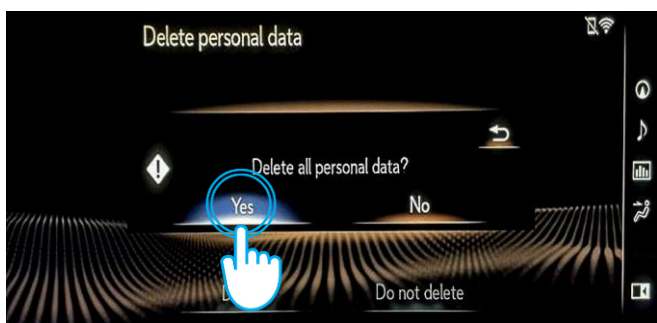 Delete personal data
Delete all personal data?
Yes
No
Do not delete